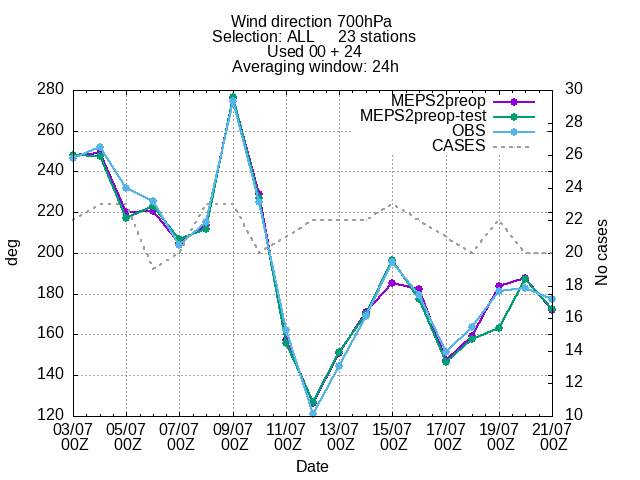 Wind direction 700hPa
Selection: ALL 23 stations
Used 00 + 24
Averaging window: 24h
280
260
240
220
200
180
160
140
120
deg
30
28
26
24
22
20
18
16
14
12
10
No cases
MEPS2preop
MEPS2preop-test
OBS
CASES
03/07 05/07 07/07 09/07 11/07 13/07 15/07 17/07 19/07 21/07
00Z 00Z 00Z 00Z 00Z 00Z 00Z 00Z 00Z 00Z
Date